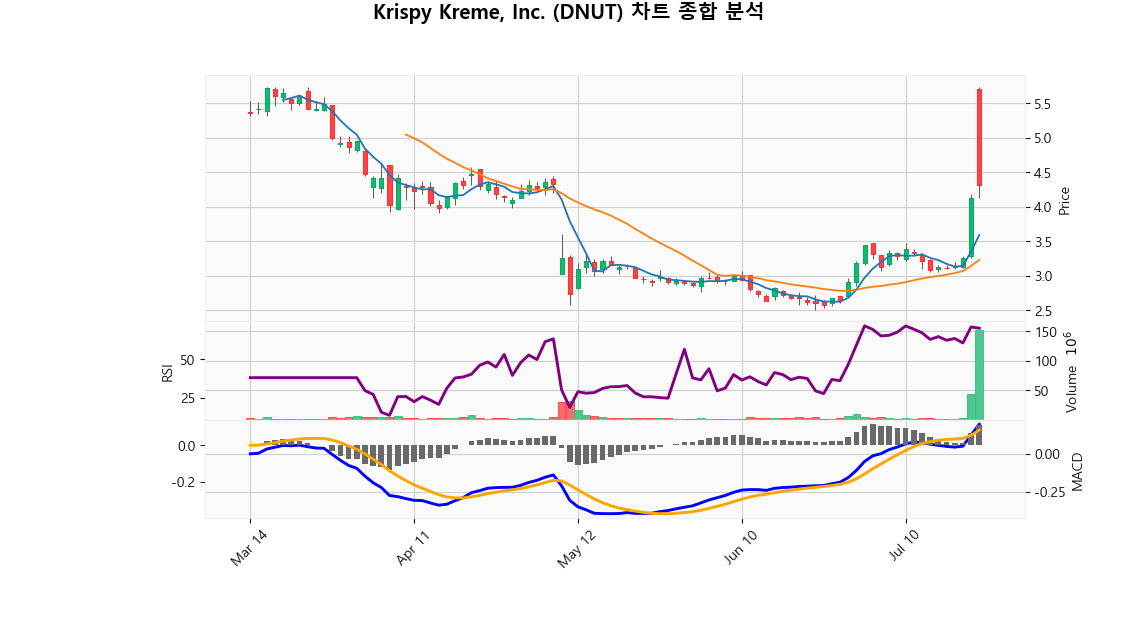 Krispy Kreme, Inc. (DNUT) 차트 종합 분석
5.5
5.0
4.5
4.0
3.5
3.0
2.5
Price
50
25
RSI
150
100
50
Volume 10^6
0.0
-0.2
0.00
-0.25
MACD
Mar 14
Apr 11
May 12
Jun 10
Jul 10